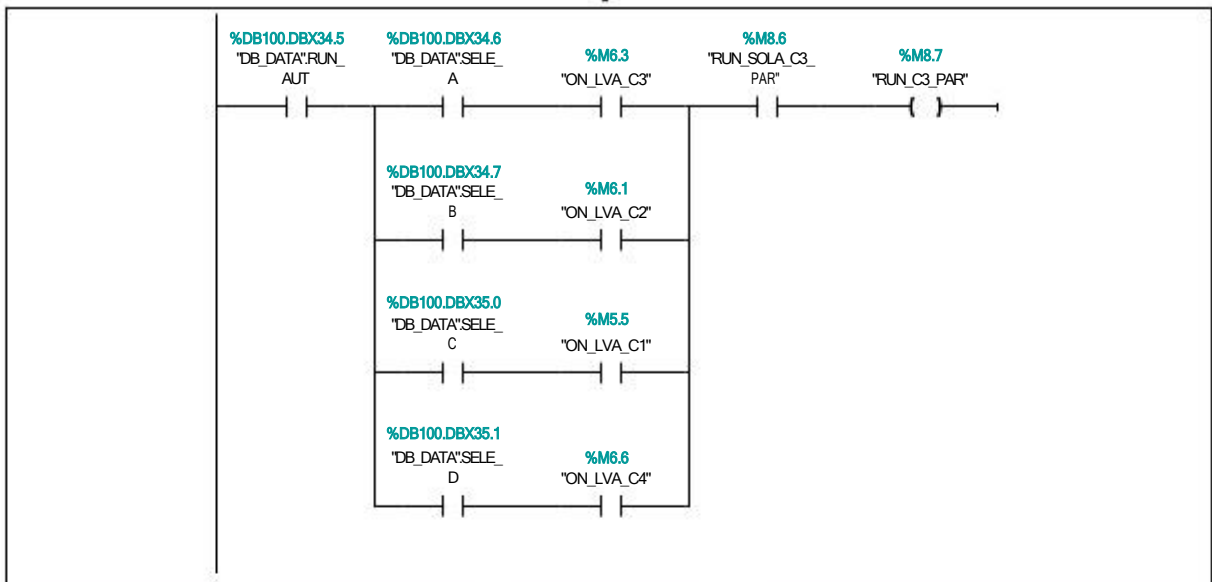 %DB100.DBX34.5
"DB_DATA".RUN_
AUT
%DB100.DBX34.6
"DB_DATA".SELE_
A
%M6.3
"ON_LVA_C3"
%M8.6
"RUN_SOLA_C3_
PAR"
%M8.7
"RUN_C3_PAR"
%DB100.DBX34.7
"DB_DATA".SELE_
B
%M6.1
"ON_LVA_C2"
%DB100.DBX35.0
"DB_DATA".SELE_
C
%M5.5
"ON_LVA_C1"
%DB100.DBX35.1
"DB_DATA".SELE_
D
%M6.6
"ON_LVA_C4"